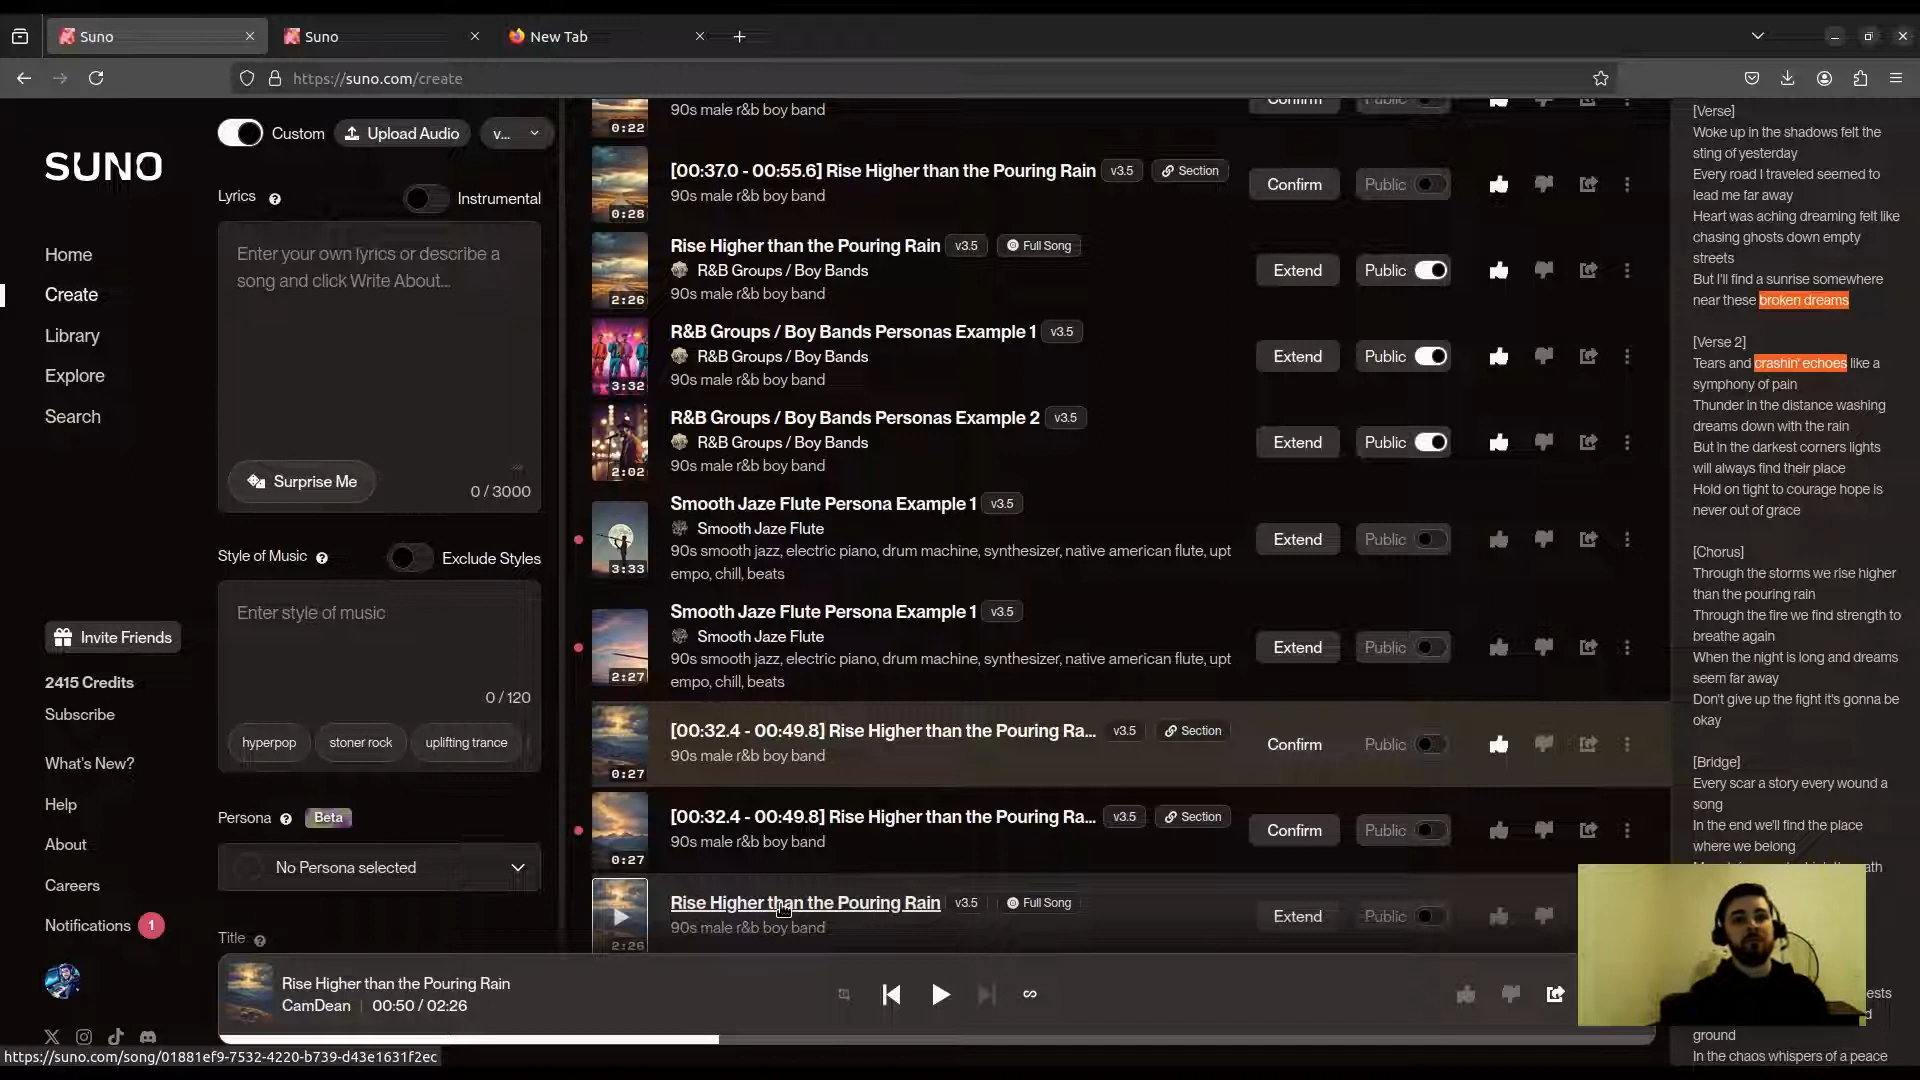 Suno
Suno
New Tab
https://suno.com/create
SUNO
Home
Create
Library
Explore
Search
Invite Friends
2415 Credits
Subscribe
What's New?
Help
About
Careers
Notifications 1
Custom
Upload Audio
v...
Lyrics
Instrumental
Enter your own lyrics or describe a
song and click Write About...
Surprise Me
0 / 3000
Style of Music
Exclude Styles
Enter style of music
0 / 120
hyperpop
stoner rock
uplifting trance
Persona
Beta
No Persona selected
Title
90s male r&b boy band
0:22
Confirm Public
[00:37.0 - 00:55.6] Rise Higher than the Pouring Rain v3.5 Section
90s male r&b boy band
0:28
Confirm Public
Rise Higher than the Pouring Rain v3.5 Full Song
R&B Groups / Boy Bands
90s male r&b boy band
2:26
Extend Public
R&B Groups / Boy Bands Personas Example 1 v3.5
R&B Groups / Boy Bands
90s male r&b boy band
3:32
Extend Public
R&B Groups / Boy Bands Personas Example 2 v3.5
R&B Groups / Boy Bands
90s male r&b boy band
2:02
Extend Public
Smooth Jaze Flute Persona Example 1 v3.5
Smooth Jaze Flute
90s smooth jazz, electric piano, drum machine, synthesizer, native american flute, upt
empo, chill, beats
3:33
Extend Public
Smooth Jaze Flute Persona Example 1 v3.5
Smooth Jaze Flute
90s smooth jazz, electric piano, drum machine, synthesizer, native american flute, upt
empo, chill, beats
2:27
Extend Public
[00:32.4 - 00:49.8] Rise Higher than the Pouring Ra... v3.5 Section
90s male r&b boy band
0:27
Confirm Public
[00:32.4 - 00:49.8] Rise Higher than the Pouring Ra... v3.5 Section
90s male r&b boy band
0:27
Confirm Public
Rise Higher than the Pouring Rain v3.5 Full Song
90s male r&b boy band
2:26
Extend Public
[Verse]
Woke up in the shadows felt the
sting of yesterday
Every road I traveled seemed to
lead me far away
Heart was aching dreaming felt like
chasing ghosts down empty
streets
But I'll find a sunrise somewhere
near these broken dreams
[Verse 2]
Tears and crashin' echoes like a
symphony of pain
Thunder in the distance washing
dreams down with the rain
But in the darkest corners lights
will always find their place
Hold on tight to courage hope is
never out of grace
[Chorus]
Through the storms we rise higher
than the pouring rain
Through the fire we find strength to
breathe again
When the night is long and dreams
seem far away
Don't give up the fight it's gonna be
okay
[Bridge]
Every scar a story every wound a
song
In the end we'll find the place
where we belong
ground
In the chaos whispers of a peace
Rise Higher than the Pouring Rain
CamDean 00:50 / 02:26
https://suno.com/song/01881ef9-7532-4220-b739-d43e1631f2ec